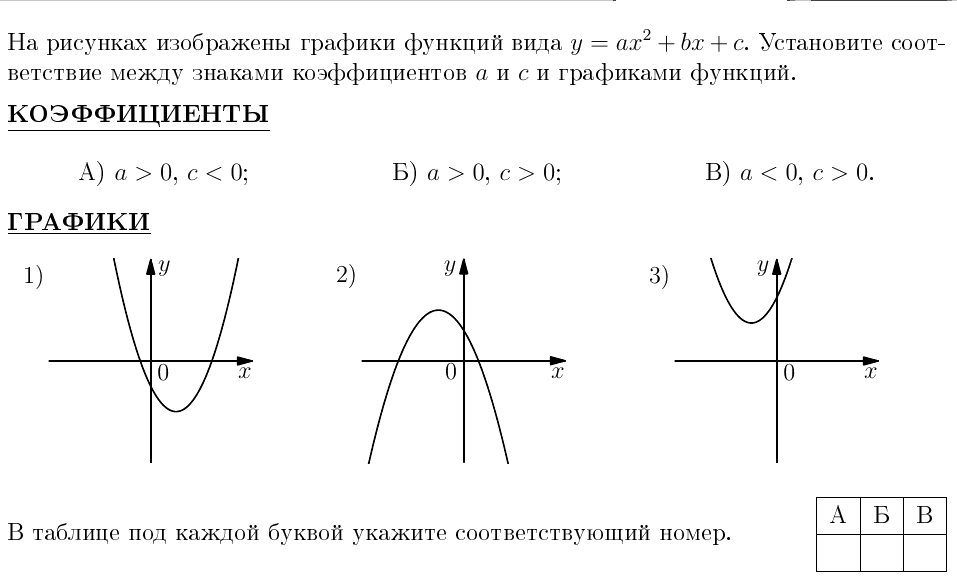 На рисунках изображены графики функций вида y = ax² + bx + c. Установите соот-
ветствие между знаками коэффициентов a и c и графиками функций.
КОЭФФИЦИЕНТЫ
А) a > 0, c < 0; Б) a > 0, c > 0; В) a < 0, c > 0.
ГРАФИКИ
1) y 0 x
2) y 0 x
3) y 0 x
В таблице под каждой буквой укажите соответствующий номер.
А Б В